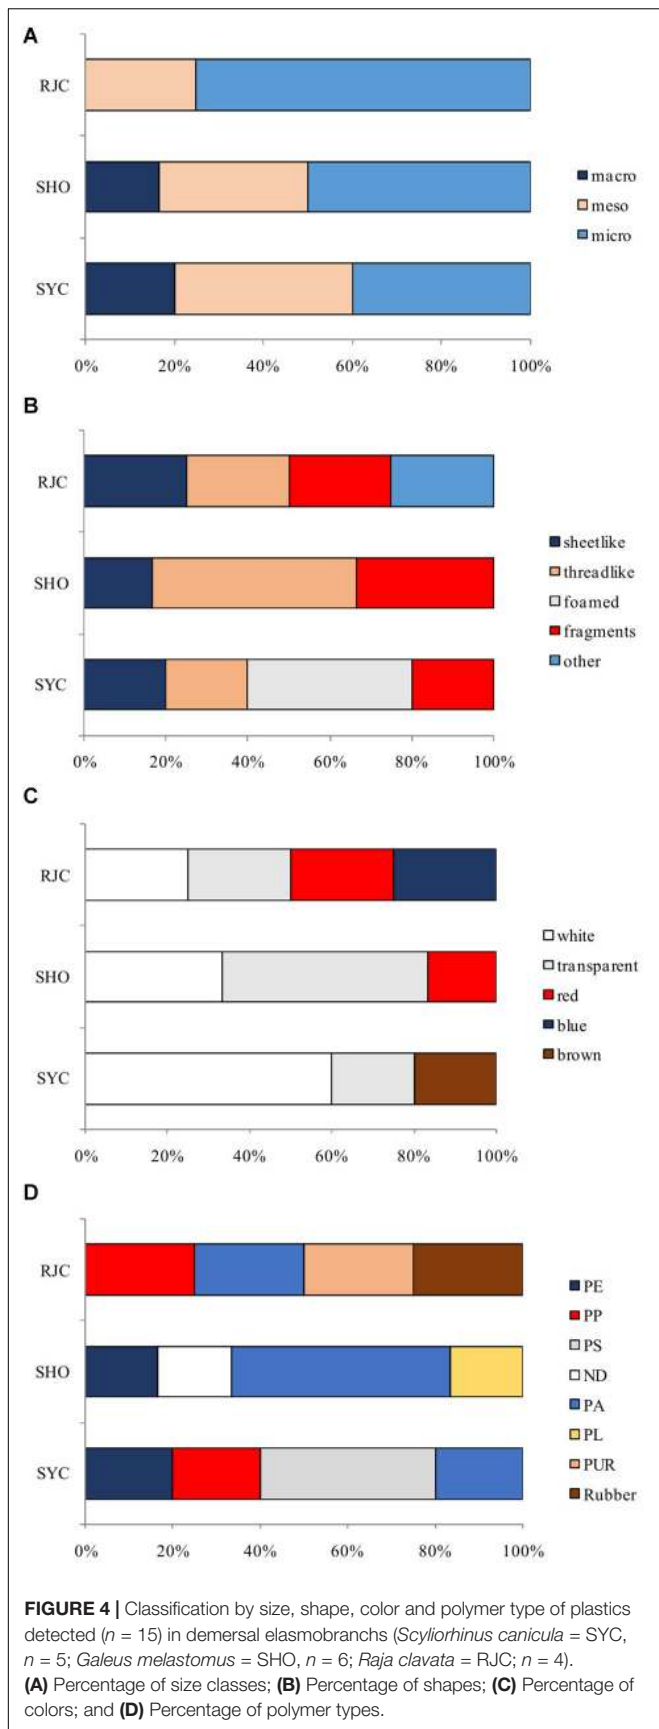 A
RJC
SHO
SYC
macro
meso
micro
0% 20% 40% 60% 80% 100%
B
RJC
SHO
SYC
sheetlike
threadlike
foamed
fragments
other
0% 20% 40% 60% 80% 100%
C
RJC
SHO
SYC
white
transparent
red
blue
brown
0% 20% 40% 60% 80% 100%
D
RJC
SHO
SYC
PE
PP
PS
ND
PA
PL
PUR
Rubber
0% 20% 40% 60% 80% 100%
FIGURE 4 | Classification by size, shape, color and polymer type of plastics
detected (n = 15) in demersal elasmobranchs (Scyliorhinus canicula = SYC,
n = 5; Galeus melastomus = SHO, n = 6; Raja clavata = RJC; n = 4).
(A) Percentage of size classes; (B) Percentage of shapes; (C) Percentage of
colors; and (D) Percentage of polymer types.